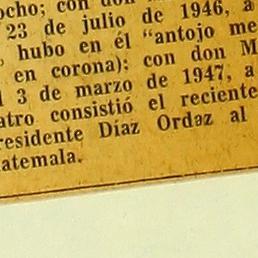 ocho; con don
23 de julio de 1946, a
, hubo en él “antojo me
en corona): con don M
l 3 de marzo de 1947, a
atro consistió el reciente
residente Díaz Ordaz al
atemala.